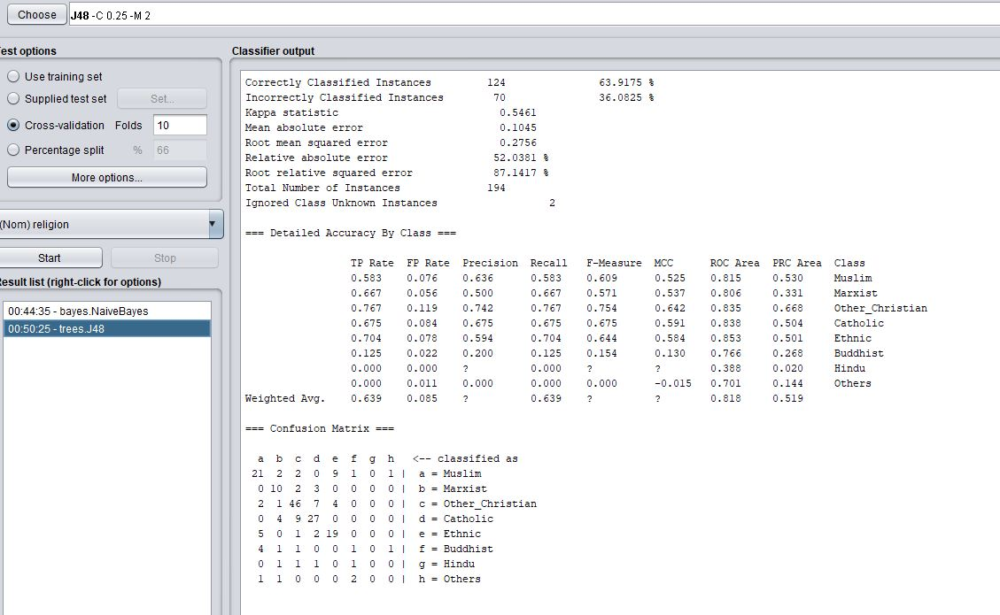 Choose J48 -C 0.25 -M 2
Test options
Use training set
Supplied test set Set...
Cross-validation Folds 10
Percentage split % 66
More options...
(Nom) religion
Start Stop
Result list (right-click for options)
00:44:35 - bayes.NaiveBayes
00:50:25 - trees.J48
Classifier output
Correctly Classified Instances 124 63.9175 %
Incorrectly Classified Instances 70 36.0825 %
Kappa statistic 0.5461
Mean absolute error 0.1045
Root mean squared error 0.2756
Relative absolute error 52.0381 %
Root relative squared error 87.1417 %
Total Number of Instances 194
Ignored Class Unknown Instances 2
=== Detailed Accuracy By Class ===
TP Rate FP Rate Precision Recall F-Measure MCC ROC Area PRC Area Class
0.583 0.076 0.636 0.583 0.609 0.525 0.815 0.530 Muslim
0.667 0.056 0.500 0.667 0.571 0.537 0.806 0.331 Marxist
0.767 0.119 0.742 0.767 0.754 0.642 0.835 0.668 Other_Christian
0.675 0.084 0.675 0.675 0.675 0.591 0.838 0.504 Catholic
0.704 0.078 0.594 0.704 0.644 0.584 0.853 0.501 Ethnic
0.125 0.022 0.200 0.125 0.154 0.130 0.766 0.268 Buddhist
0.000 0.000 ? 0.000 ? ? 0.388 0.020 Hindu
0.000 0.011 0.000 0.000 0.000 -0.015 0.701 0.144 Others
Weighted Avg. 0.639 0.085 ? 0.639 ? ? 0.818 0.519
=== Confusion Matrix ===
a b c d e f g h <-- classified as
21 2 2 0 9 1 0 1 | a = Muslim
0 10 2 3 0 0 0 0 | b = Marxist
2 1 46 7 4 0 0 0 | c = Other_Christian
0 4 9 27 0 0 0 0 | d = Catholic
5 0 1 2 19 0 0 0 | e = Ethnic
4 1 1 0 0 1 0 1 | f = Buddhist
0 1 1 1 0 1 0 0 | g = Hindu
1 1 0 0 0 2 0 0 | h = Others